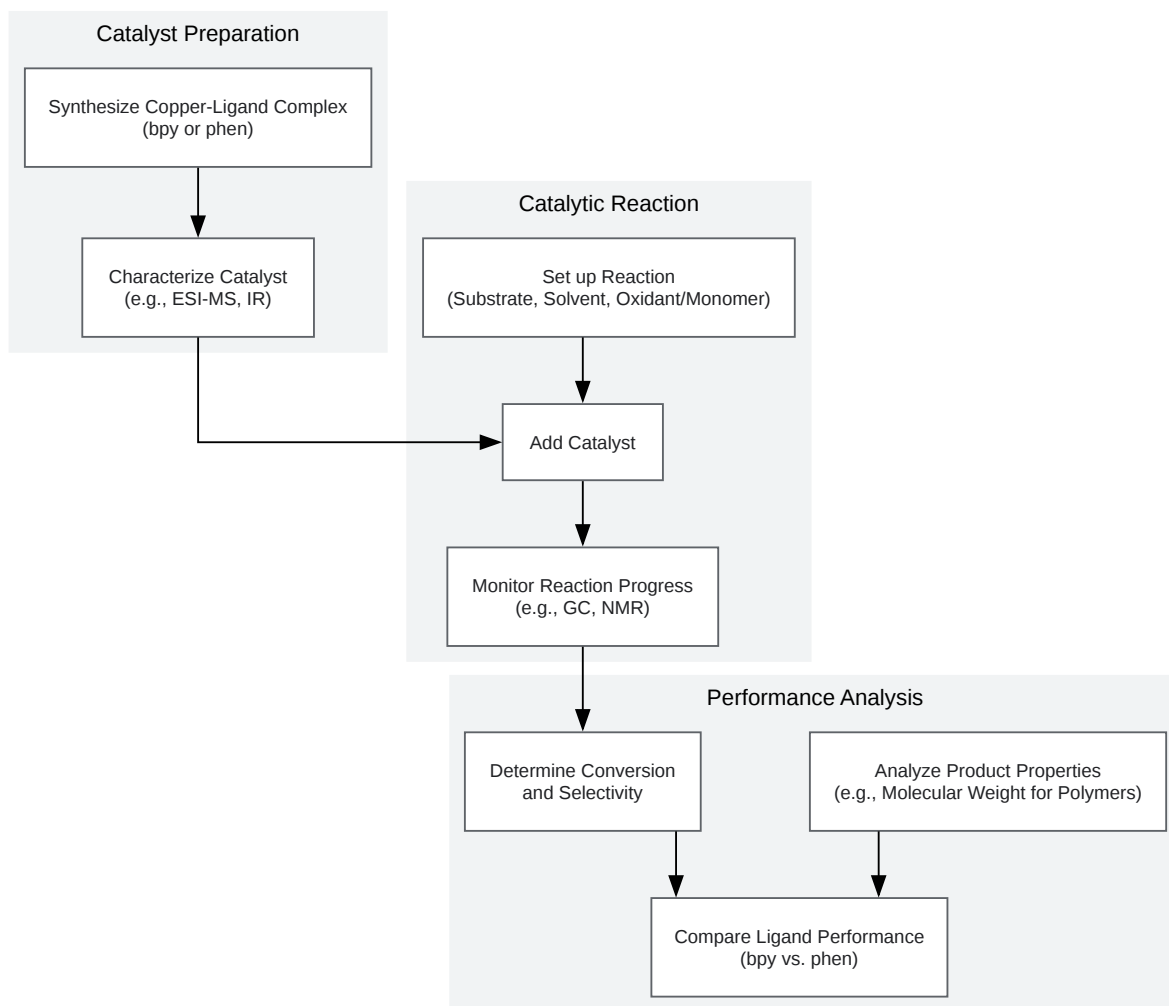 Catalyst Preparation
Synthesize Copper-Ligand Complex
(bpy or phen)
Characterize Catalyst
(e.g., ESI-MS, IR)
Catalytic Reaction
Set up Reaction
(Substrate, Solvent, Oxidant/Monomer)
Add Catalyst
Monitor Reaction Progress
(e.g., GC, NMR)
Performance Analysis
Determine Conversion
and Selectivity
Analyze Product Properties
(e.g., Molecular Weight for Polymers)
Compare Ligand Performance
(bpy vs. phen)